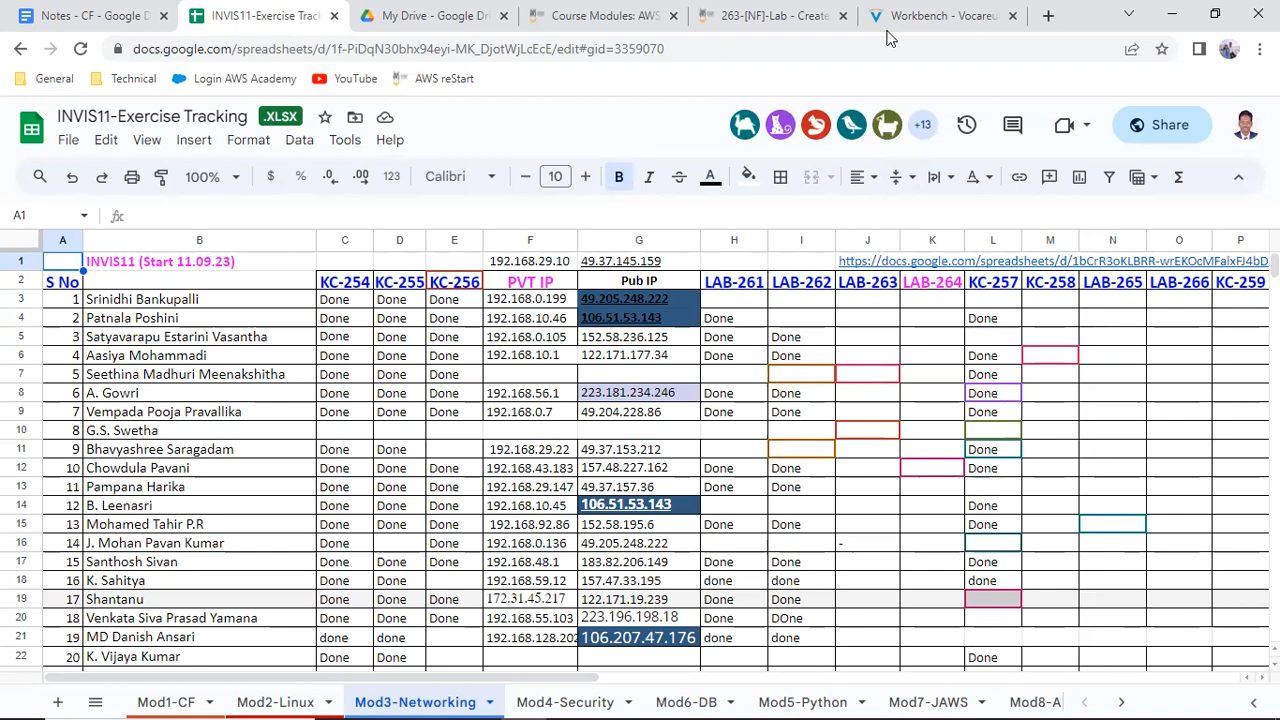 Notes - CF - Google D
INVIS11-Exercise Track
My Drive - Google Dri
Course Modules: AWS
263-[NF]-Lab - Create
Workbench - Vocareu
docs.google.com/spreadsheets/d/1f-PiDqN30bhx94eyi-MK_DjotWjLcEcE/edit#gid=3359070
General Technical Login AWS Academy YouTube AWS reStart
INVIS11-Exercise Tracking .XLSX
+13 Share
File Edit View Insert Format Data Tools Help
100% $ % .0 .00 123 Calibri 10 B I A
A1 fx
A B C D E F G H I J K L M N O P
1 INVIS11 (Start 11.09.23) 192.168.29.10 49.37.145.159 https://docs.google.com/spreadsheets/d/1bCrR3oKLBRR-wrEKOcMFalxFJ4bD
2 S No KC-254 KC-255 KC-256 PVT IP Pub IP LAB-261 LAB-262 LAB-263 LAB-264 KC-257 KC-258 LAB-265 LAB-266 KC-259
3 1 Srinidhi Bankupalli Done Done Done 192.168.0.199 49.205.248.222
4 2 Patnala Poshini Done Done Done 192.168.10.46 106.51.53.143 Done Done
5 3 Satyavarapu Estarini Vasantha Done Done Done 192.168.0.105 152.58.236.125 Done Done
6 4 Aasiya Mohammadi Done Done Done 192.168.10.1 122.171.177.34 Done Done Done
7 5 Seethina Madhuri Meenakshitha Done Done Done Done
8 6 A. Gowri Done Done Done 192.168.56.1 223.181.234.246 Done Done Done
9 7 Vempada Pooja Pravallika Done Done Done 192.168.0.7 49.204.228.86 Done Done Done
10 8 G.S. Swetha
11 9 Bhavyashree Saragadam Done Done Done 192.168.29.22 49.37.153.212 Done Done
12 10 Chowdula Pavani Done Done Done 192.168.43.183 157.48.227.162 Done Done Done
13 11 Pampana Harika Done Done Done 192.168.29.147 49.37.157.36 Done Done
14 12 B. Leenasri Done Done Done 192.168.10.45 106.51.53.143 Done
15 13 Mohamed Tahir P.R Done Done Done 192.168.92.86 152.58.195.6 Done Done Done
16 14 J. Mohan Pavan Kumar Done Done Done 192.168.0.136 49.205.248.222 -
17 15 Santhosh Sivan Done Done Done 192.168.48.1 183.82.206.149 Done Done Done
18 16 K. Sahitya Done Done 192.168.59.12 157.47.33.195 done done done
19 17 Shantanu Done Done Done 172.31.45.217 122.171.19.239 Done Done
20 18 Venkata Siva Prasad Yamana Done Done Done 192.168.55.103 223.196.198.18 Done DOne
21 19 MD Danish Ansari done done 192.168.128.202 106.207.47.176 done done
22 20 K. Vijaya Kumar Done Done Done
Mod1-CF Mod2-Linux Mod3-Networking Mod4-Security Mod6-DB Mod5-Python Mod7-JAWS Mod8-A